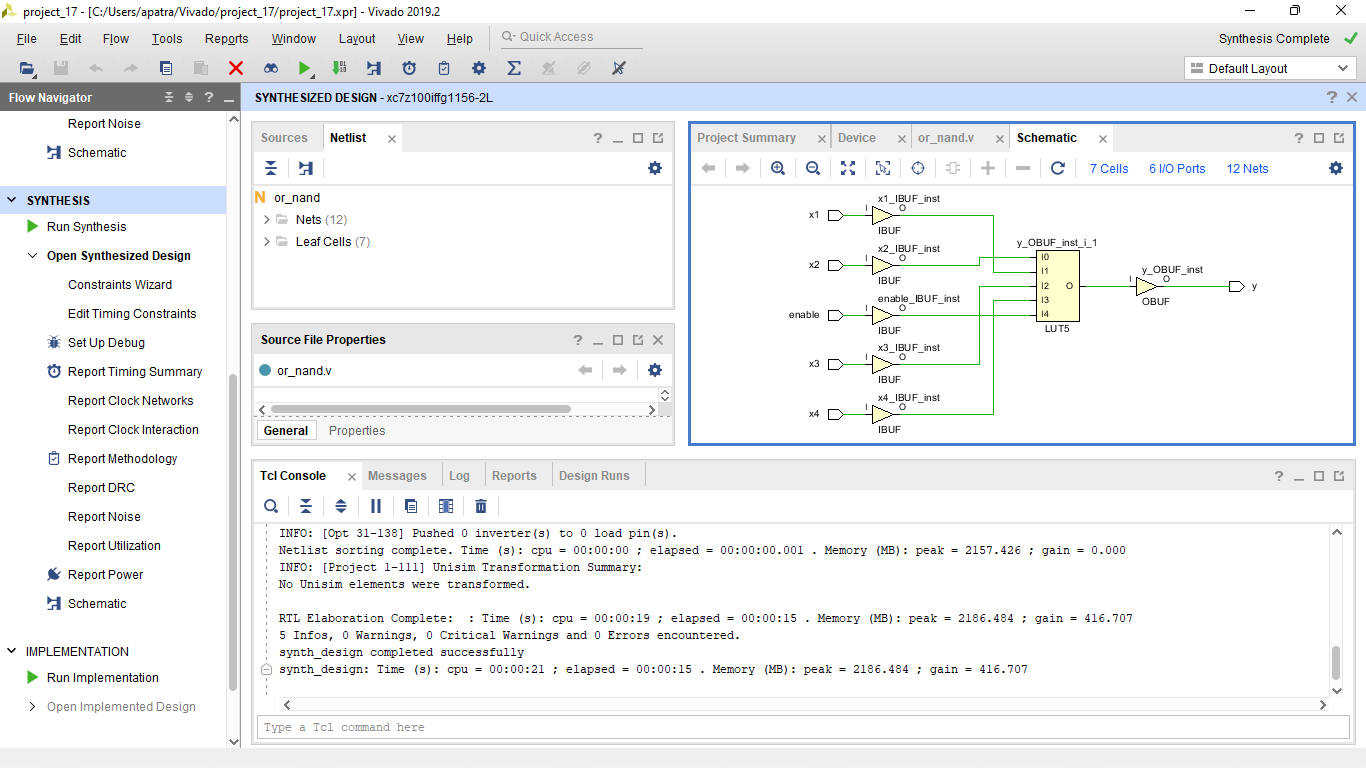 project_17 - [C:/Users/apatra/Vivado/project_17/project_17.xpr] - Vivado 2019.2
File Edit Flow Tools Reports Window Layout View Help Quick Access
Synthesis Complete
Default Layout
Flow Navigator
Report Noise
Schematic
SYNTHESIS
Run Synthesis
Open Synthesized Design
Constraints Wizard
Edit Timing Constraints
Set Up Debug
Report Timing Summary
Report Clock Networks
Report Clock Interaction
Report Methodology
Report DRC
Report Noise
Report Utilization
Report Power
Schematic
IMPLEMENTATION
Run Implementation
Open Implemented Design
SYNTHESIZED DESIGN - xc7z100iffg1156-2L
Sources Netlist
N or_nand
Nets (12)
Leaf Cells (7)
Source File Properties
or_nand.v
General Properties
Project Summary Device or_nand.v Schematic
7 Cells 6 I/O Ports 12 Nets
x1_IBUF_inst
x1 I O
IBUF
x2_IBUF_inst
x2 I O
IBUF
enable_IBUF_inst
enable I O
IBUF
x3_IBUF_inst
x3 I O
IBUF
x4_IBUF_inst
x4 I O
IBUF
y_OBUF_inst_i_1
I0
I1
I2 O
I3
I4
LUT5
y_OBUF_inst
I O y
OBUF
Tcl Console Messages Log Reports Design Runs
INFO: [Opt 31-138] Pushed 0 inverter(s) to 0 load pin(s).
Netlist sorting complete. Time (s): cpu = 00:00:00 ; elapsed = 00:00:00.001 . Memory (MB): peak = 2157.426 ; gain = 0.000
INFO: [Project 1-111] Unisim Transformation Summary:
No Unisim elements were transformed.
RTL Elaboration Complete:  : Time (s): cpu = 00:00:19 ; elapsed = 00:00:15 . Memory (MB): peak = 2186.484 ; gain = 416.707
5 Infos, 0 Warnings, 0 Critical Warnings and 0 Errors encountered.
synth_design completed successfully
synth_design: Time (s): cpu = 00:00:21 ; elapsed = 00:00:15 . Memory (MB): peak = 2186.484 ; gain = 416.707
Type a Tcl command here